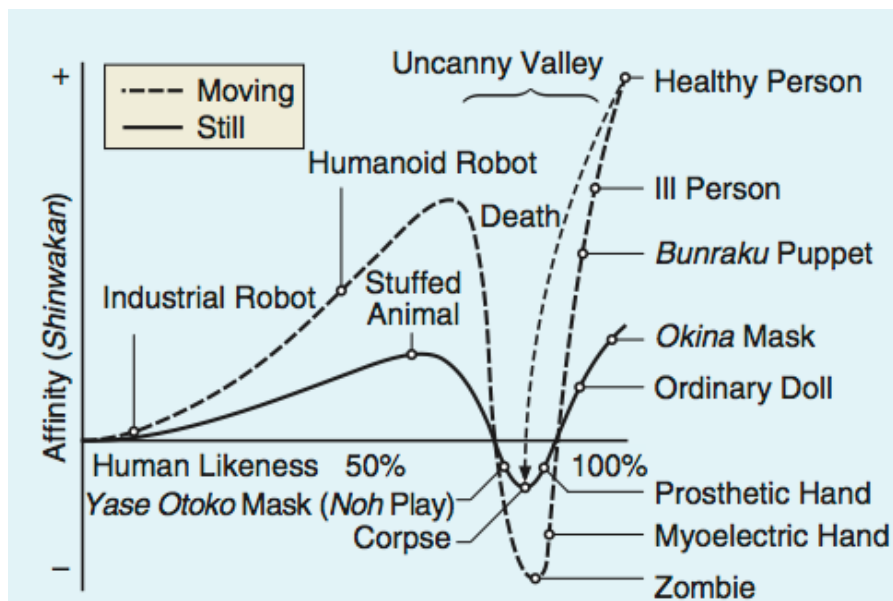 +
Moving
Still
Uncanny Valley
Healthy Person
Humanoid Robot
Ill Person
Death
Bunraku Puppet
Industrial Robot
Stuffed
Animal
Okina Mask
Ordinary Doll
Affinity (Shinwakan)
Human Likeness 50% 100%
Yase Otoko Mask (Noh Play)
Prosthetic Hand
Corpse
Myoelectric Hand
–
Zombie